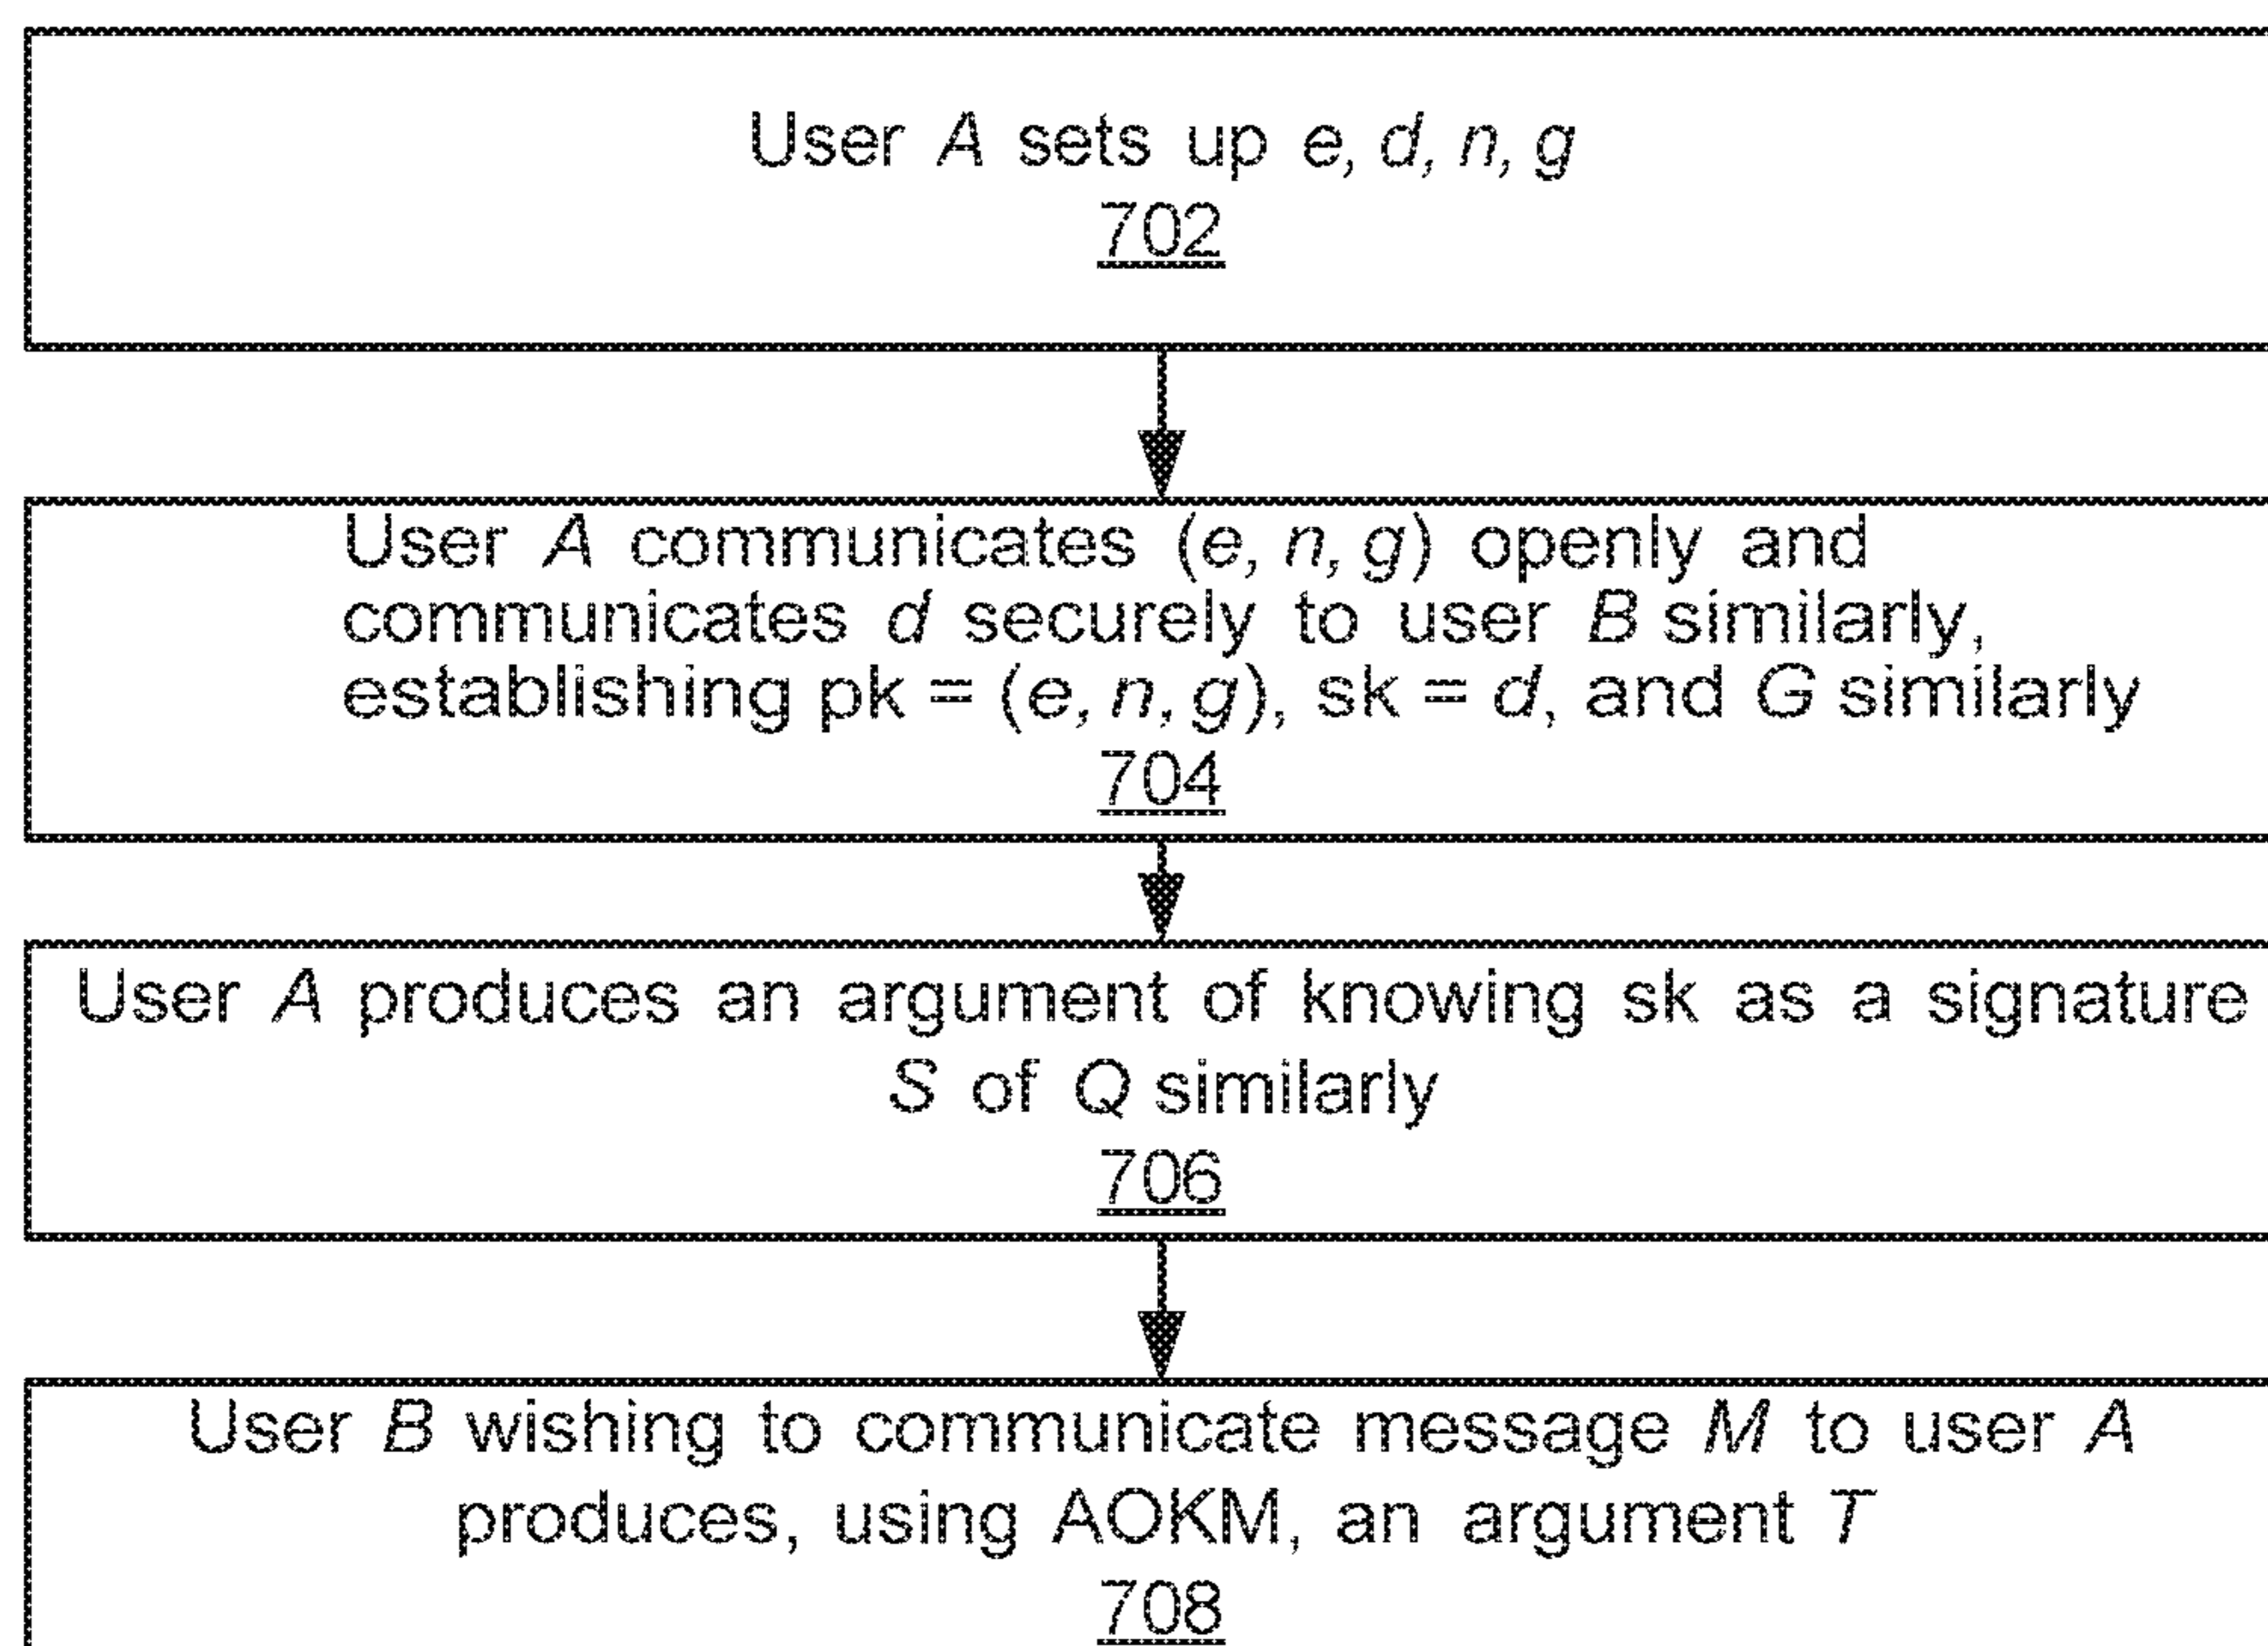 User A sets up e, d, n, g
702
User A communicates (e, n, g) openly and
communicates d securely to user B similarly,
establishing pk = (e, n, g), sk = d, and G similarly
704
User A produces an argument of knowing sk as a signature
S of Q similarly
706
User B wishing to communicate message M to user A
produces, using AOKM, an argument T
708